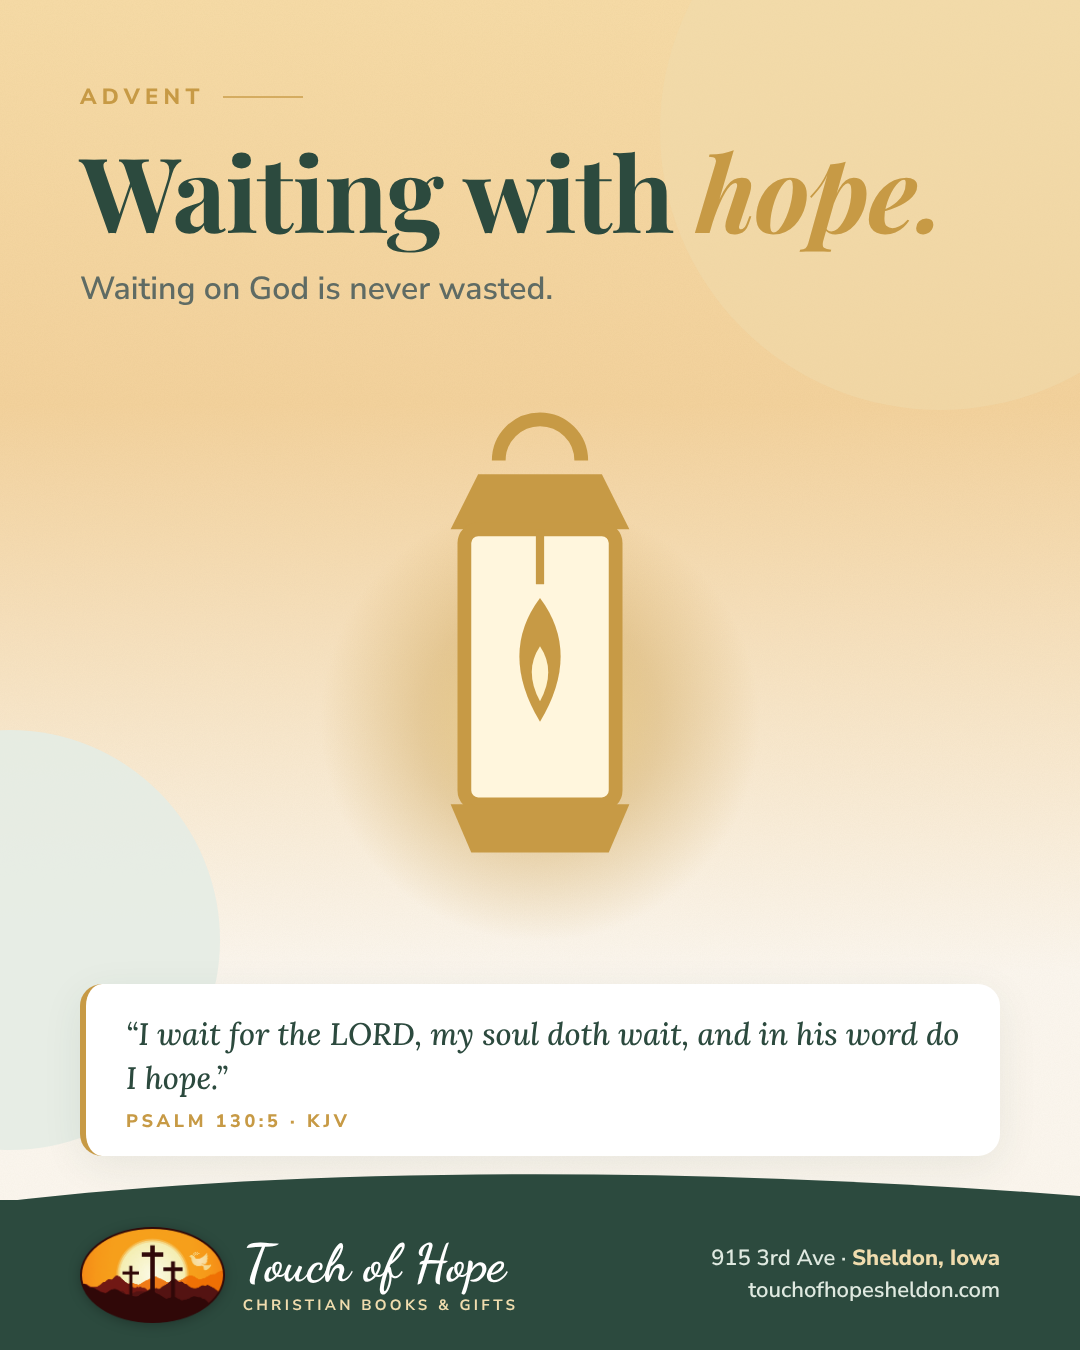 ADVENT
Waiting with hope.
Waiting on God is never wasted.
“I wait for the LORD, my soul doth wait, and in his word do
I hope.”
PSALM 130:5 · KJV
Touch of Hope
CHRISTIAN BOOKS & GIFTS
915 3rd Ave · Sheldon, Iowa
touchofhopesheldon.com